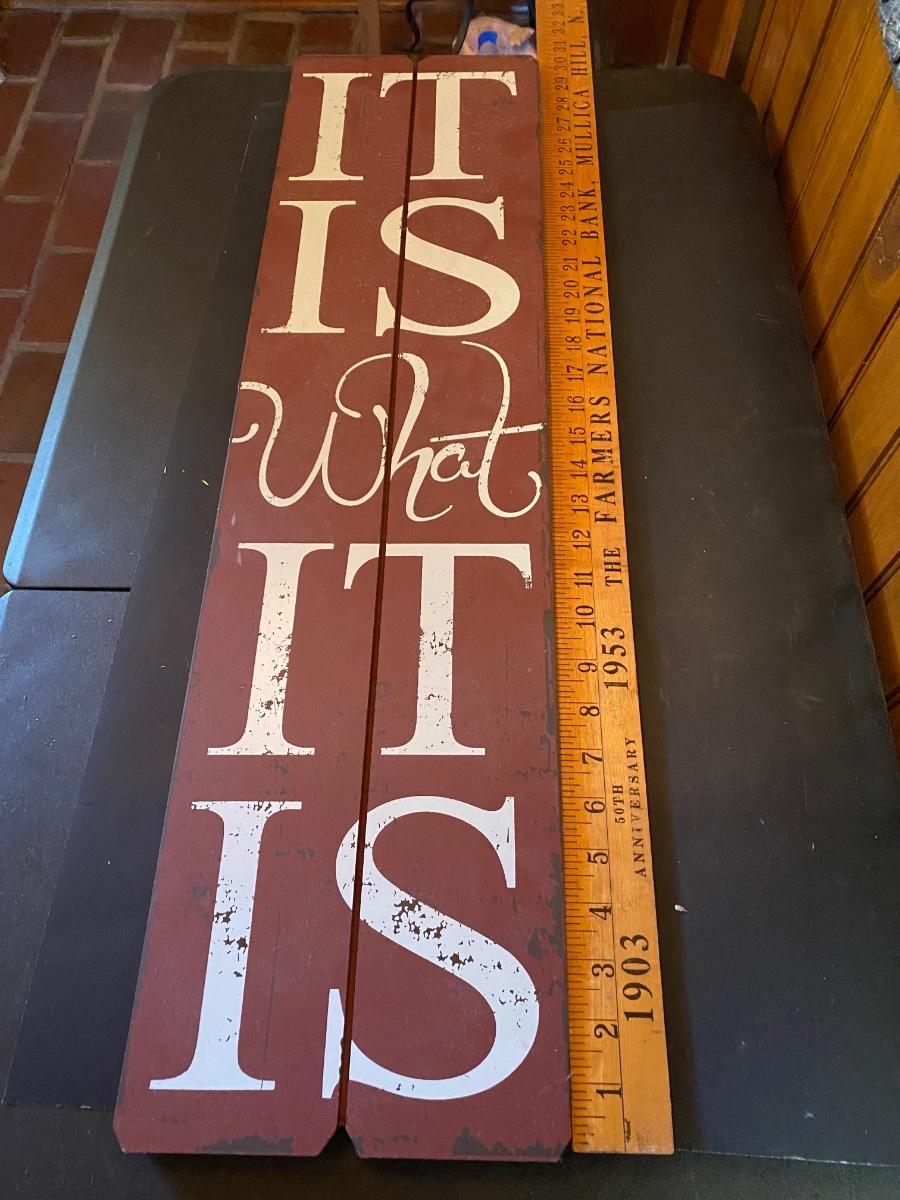 IT
IS
What
IT
IS
1 2 3 4 5 6 7 8 9 10 11 12 13 14 15 16 17 18 19 20 21 22 23 24 25 26 27 28 29 30 31 32 33
1903 50TH ANNIVERSARY 1953 THE FARMERS NATIONAL BANK, MULLICA HILL, N.